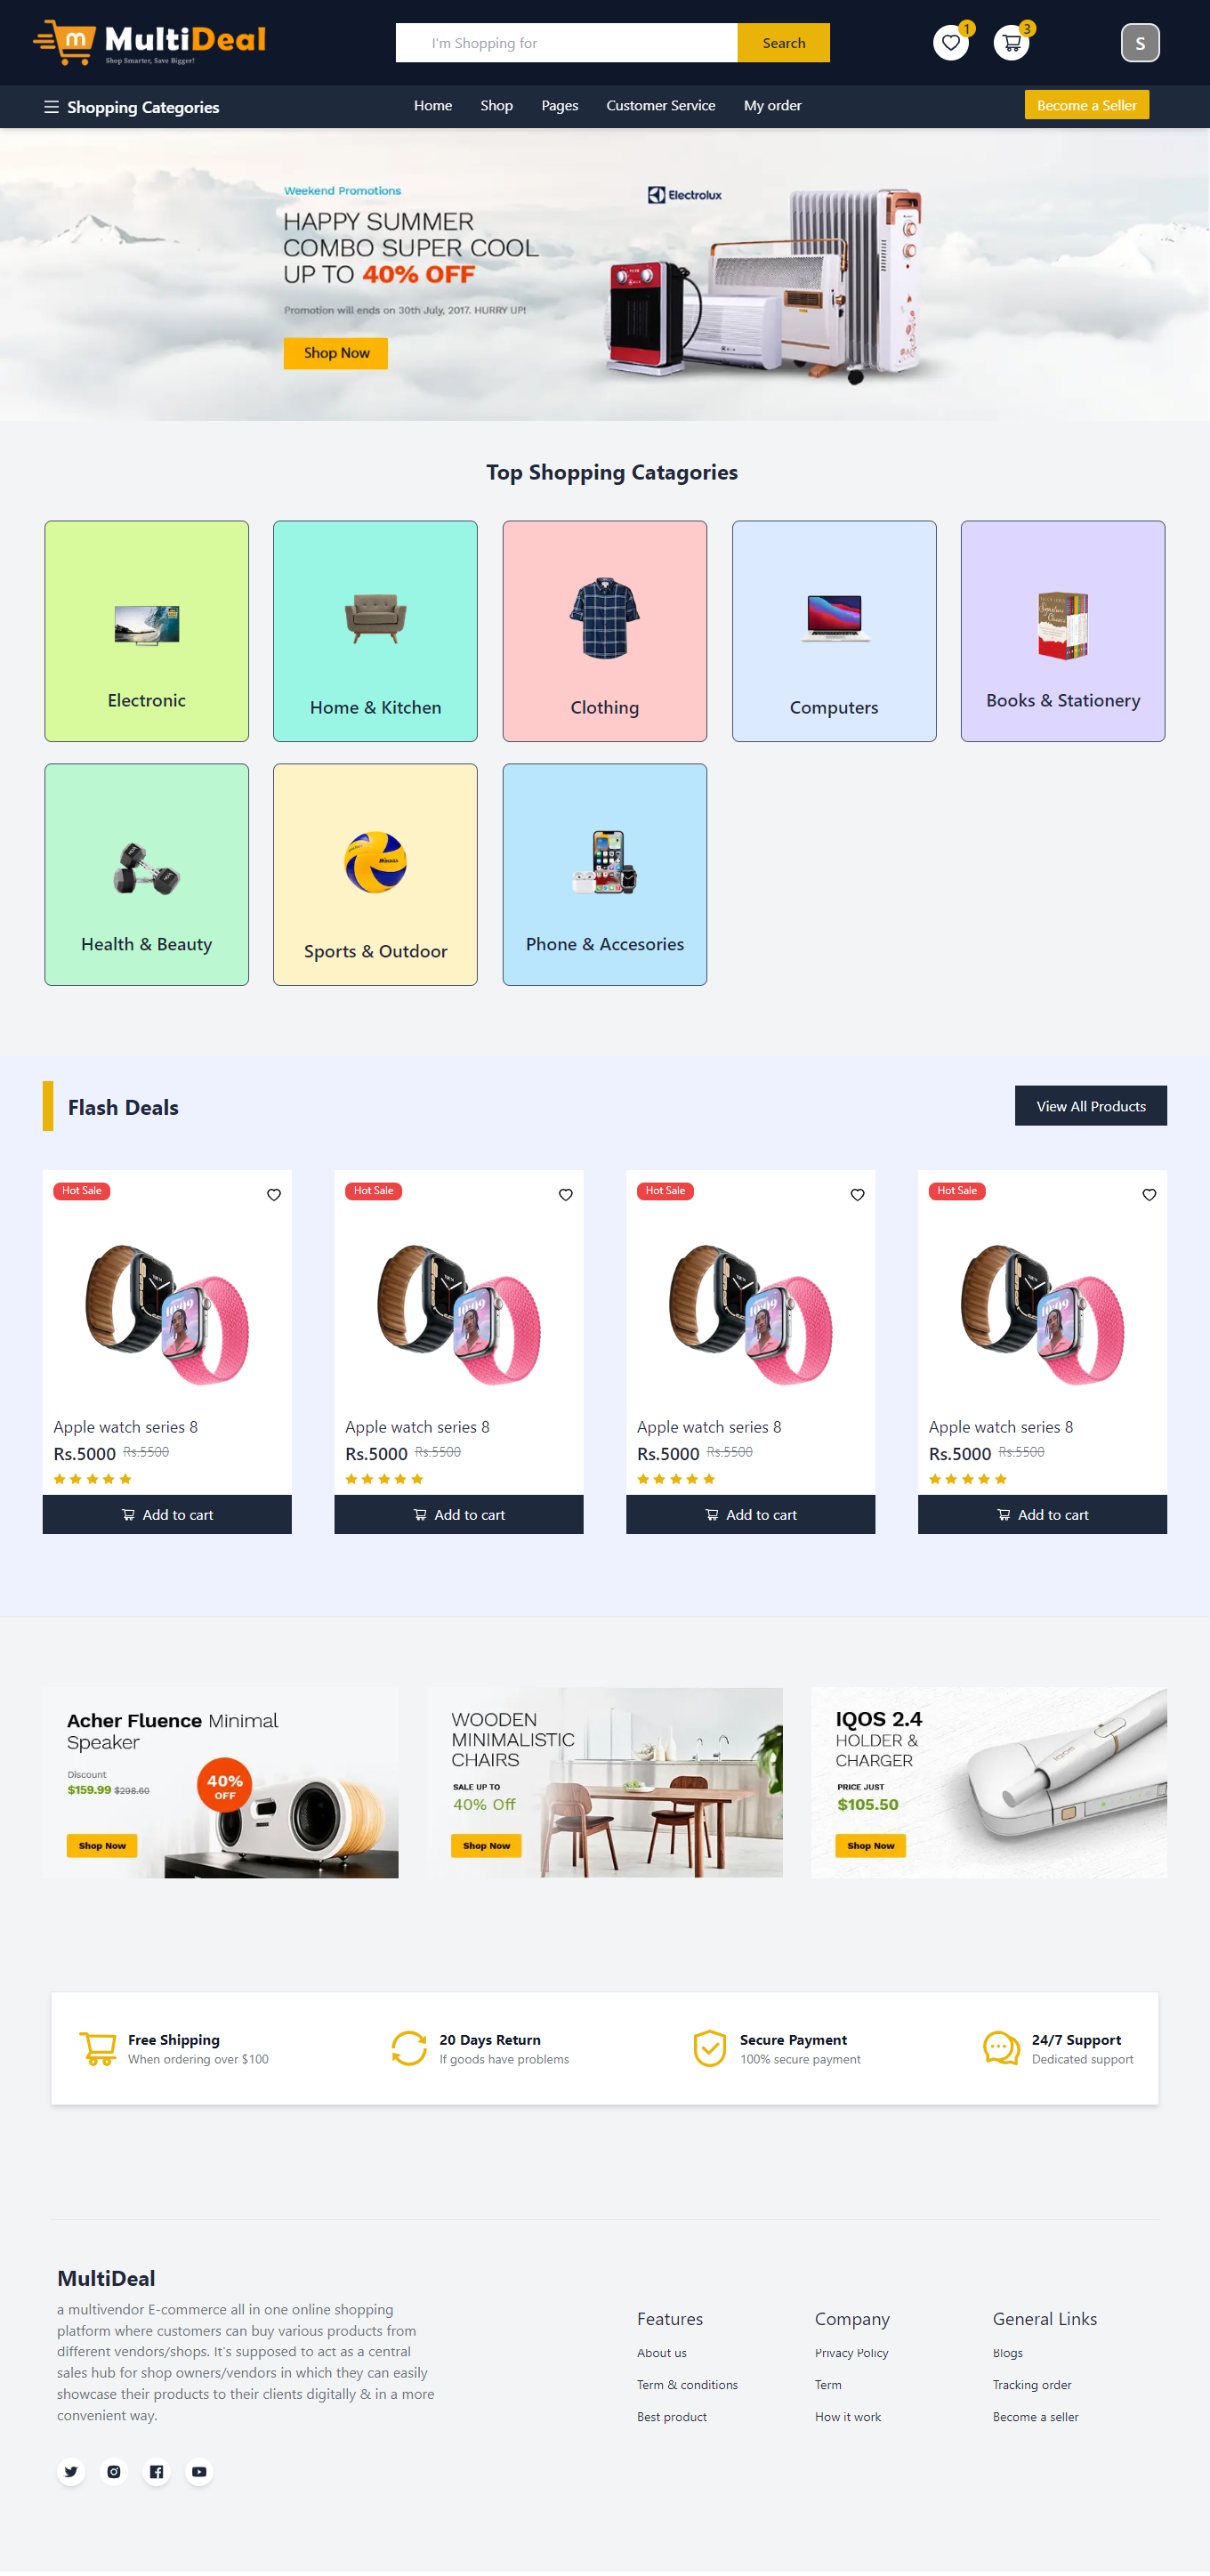 m MultiDeal
Shop Smarter, Save Bigger!
I'm Shopping for
Search
1
3
S
Shopping Categories
Home
Shop
Pages
Customer Service
My order
Become a Seller
Weekend Promotions
HAPPY SUMMER
COMBO SUPER COOL
UP TO 40% OFF
Promotion will ends on 30th July, 2017. HURRY UP!
Shop Now
Electrolux
Top Shopping Catagories
Electronic
Home & Kitchen
Clothing
Computers
Books & Stationery
Health & Beauty
MIKASA
Sports & Outdoor
Phone & Accesories
Flash Deals
View All Products
Hot Sale
Hot Sale
Hot Sale
Hot Sale
Apple watch series 8
Rs.5000 Rs.5500
Add to cart
Apple watch series 8
Rs.5000 Rs.5500
Add to cart
Apple watch series 8
Rs.5000 Rs.5500
Add to cart
Apple watch series 8
Rs.5000 Rs.5500
Add to cart
Acher Fluence Minimal
Speaker
Discount
$159.99 $298.60
40%
OFF
Shop Now
WOODEN
MINIMALISTIC
CHAIRS
SALE UP TO
40% Off
Shop Now
IQOS 2.4
HOLDER &
CHARGER
PRICE JUST
$105.50
Shop Now
IQOS
Free Shipping
When ordering over $100
20 Days Return
If goods have problems
Secure Payment
100% secure payment
24/7 Support
Dedicated support
MultiDeal
a multivendor E-commerce all in one online shopping
platform where customers can buy various products from
different vendors/shops. It's supposed to act as a central
sales hub for shop owners/vendors in which they can easily
showcase their products to their clients digitally & in a more
convenient way.
Features
About us
Term & conditions
Best product
Company
Privacy Policy
Term
How it work
General Links
Blogs
Tracking order
Become a seller